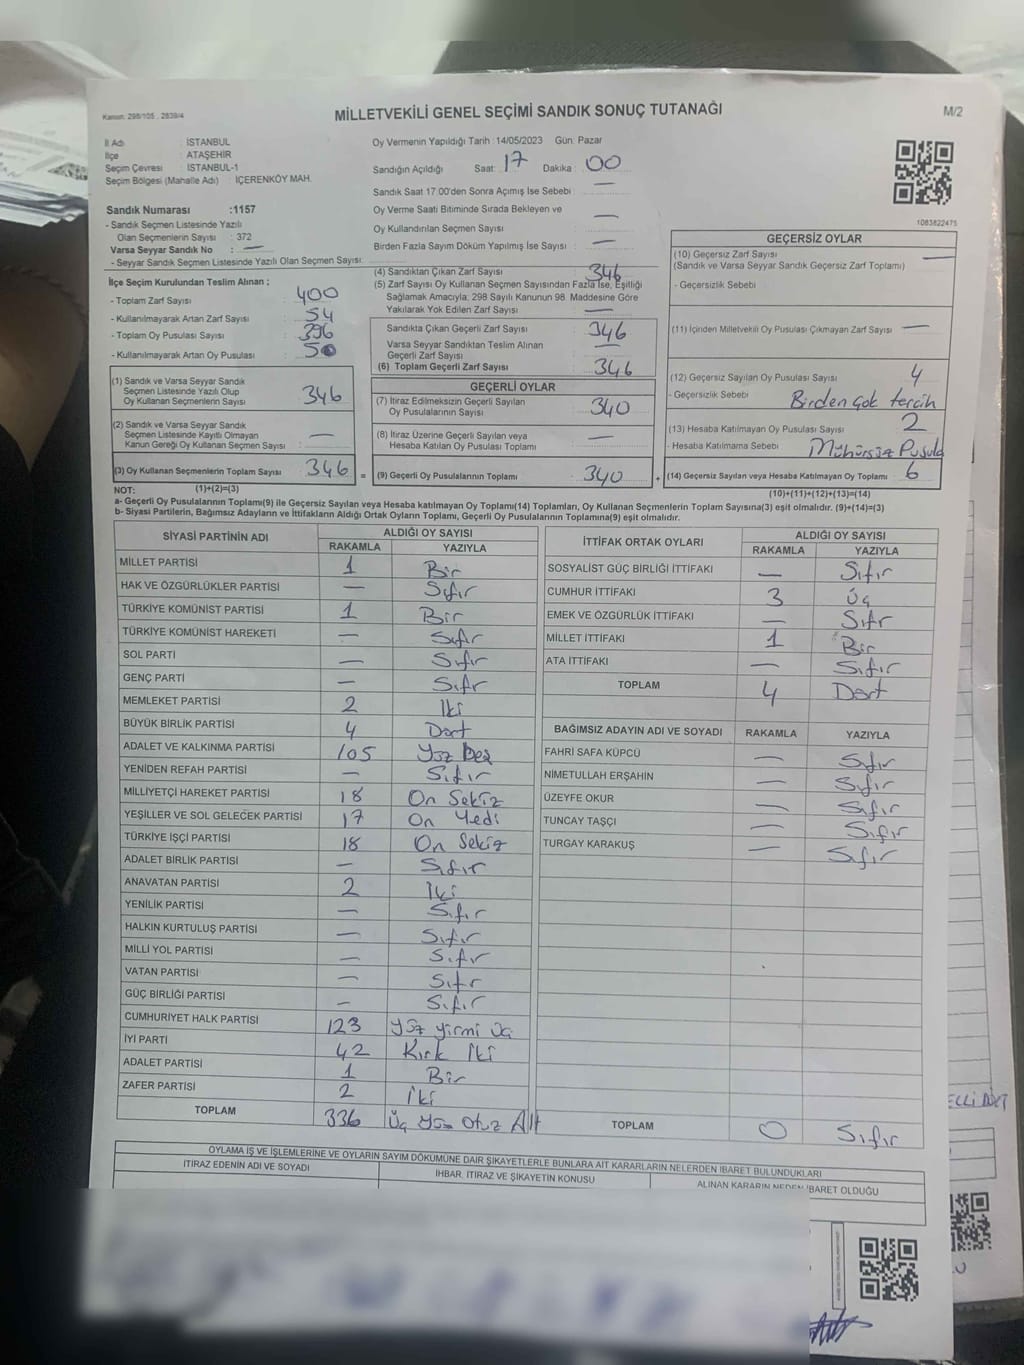 Kanun: 298/105 , 2839/4
MİLLETVEKİLİ GENEL SEÇİMİ SANDIK SONUÇ TUTANAĞI
M/2
İl Adı : İSTANBUL
İlçe : ATAŞEHİR
Seçim Çevresi : İSTANBUL-1
Seçim Bölgesi (Mahalle Adı) : İÇERENKÖY MAH.
Sandık Numarası :1157
- Sandık Seçmen Listesinde Yazılı
Olan Seçmenlerin Sayısı : 372
Varsa Seyyar Sandık No : —
- Seyyar Sandık Seçmen Listesinde Yazılı Olan Seçmen Sayısı:
Oy Vermenin Yapıldığı Tarih :14/05/2023 Gün: Pazar
Sandığın Açıldığı Saat: 17 Dakika : 00
Sandık Saat 17.00'den Sonra Açımış İse Sebebi : —
Oy Verme Saati Bitiminde Sırada Bekleyen ve
Oy Kullandırılan Seçmen Sayısı : —
Birden Fazla Sayım Döküm Yapılmış İse Sayısı : —
1083822475
İlçe Seçim Kurulundan Teslim Alınan ;
- Toplam Zarf Sayısı : 400
- Kullanılmayarak Artan Zarf Sayısı : 54
- Toplam Oy Pusulası : 396
- Kullanılmayarak Artan Oy Pusulası : 50
(4) Sandıktan Çıkan Zarf Sayısı : 346
(5) Zarf Sayısı Oy Kullanan Seçmen Sayısından Fazla İse, Eşitliği
Sağlamak Amacıyla; 298 Sayılı Kanunun 98. Maddesine Göre
Yakılarak Yok Edilen Zarf Sayısı : —
Sandıkta Çıkan Geçerli Zarf Sayısı : 346
Varsa Seyyar Sandıktan Teslim Alınan
Geçerli Zarf Sayısı : —
(6) Toplam Geçerli Zarf Sayısı : 346
GEÇERSİZ OYLAR
(10) Geçersiz Zarf Sayısı —
(Sandık ve Varsa Seyyar Sandık Geçersiz Zarf Toplamı)
- Geçersizlik Sebebi :
(11) İçinden Milletvekili Oy Pusulası Çıkmayan Zarf Sayısı : —
(12) Geçersiz Sayılan Oy Pusulası Sayısı : 4
- Geçersizlik Sebebi : Birden Çok tercih
(13) Hesaba Katılmayan Oy Pusulası Sayısı : 2
- Hesaba Katılmama Sebebi : Mühürsüz Pusula
(14) Geçersiz Sayılan veya Hesaba Katılmayan Oy Toplamı : 6
(10)+(11)+(12)+(13)=(14)
(1) Sandık ve Varsa Seyyar Sandık
Seçmen Listesinde Yazılı Olup
Oy Kullanan Seçmenlerin Sayısı : 346
(2) Sandık ve Varsa Seyyar Sandık
Seçmen Listesinde Kayıtlı Olmayan
Kanun Gereği Oy Kullanan Seçmen Sayısı : —
(3) Oy Kullanan Seçmenlerin Toplam Sayısı : 346 =
(1)+(2)=(3)
GEÇERLİ OYLAR
(7) İtiraz Edilmeksizin Geçerli Sayılan
Oy Pusulalarının Sayısı : 340
(8) İtiraz Üzerine Geçerli Sayılan veya
Hesaba Katılan Oy Pusulası Toplamı : —
(9) Geçerli Oy Pusulalarının Toplamı : 340 +
NOT:
a- Geçerli Oy Pusulalarının Toplamı(9) ile Geçersiz Sayılan veya Hesaba katılmayan Oy Toplamı(14) Toplamları, Oy Kullanan Seçmenlerin Toplam Sayısına(3) eşit olmalıdır. (9)+(14)=(3)
b- Siyasi Partilerin, Bağımsız Adayların ve İttifakların Aldığı Ortak Oyların Toplamı, Geçerli Oy Pusulalarının Toplamına(9) eşit olmalıdır.
SİYASİ PARTİNİN ADI ALDIĞI OY SAYISI
RAKAMLA YAZIYLA
MİLLET PARTİSİ 1 Bir
HAK VE ÖZGÜRLÜKLER PARTİSİ — Sıfır
TÜRKİYE KOMÜNİST PARTİSİ 1 Bir
TÜRKİYE KOMÜNİST HAREKETİ — Sıfır
SOL PARTİ — Sıfır
GENÇ PARTİ — Sıfır
MEMLEKET PARTİSİ 2 İki
BÜYÜK BİRLİK PARTİSİ 4 Dört
ADALET VE KALKINMA PARTİSİ 105 Yüz Beş
YENİDEN REFAH PARTİSİ — Sıfır
MİLLİYETÇİ HAREKET PARTİSİ 18 On Sekiz
YEŞİLLER VE SOL GELECEK PARTİSİ 17 On Yedi
TÜRKİYE İŞÇİ PARTİSİ 18 On Sekiz
ADALET BİRLİK PARTİSİ — Sıfır
ANAVATAN PARTİSİ 2 İki
YENİLİK PARTİSİ — Sıfır
HALKIN KURTULUŞ PARTİSİ — Sıfır
MİLLİ YOL PARTİSİ — Sıfır
VATAN PARTİSİ — Sıfır
GÜÇ BİRLİĞİ PARTİSİ — Sıfır
CUMHURİYET HALK PARTİSİ 123 Yüz Yirmi Üç
İYİ PARTİ 42 Kırk İki
ADALET PARTİSİ 1 Bir
ZAFER PARTİSİ 2 İki
TOPLAM 336 Üç Yüz Otuz Altı
İTTİFAK ORTAK OYLARI ALDIĞI OY SAYISI
RAKAMLA YAZIYLA
SOSYALİST GÜÇ BİRLİĞİ İTTİFAKI — Sıfır
CUMHUR İTTİFAKI 3 Üç
EMEK VE ÖZGÜRLÜK İTTİFAKI — Sıfır
MİLLET İTTİFAKI 1 Bir
ATA İTTİFAKI — Sıfır
TOPLAM 4 Dört
BAĞIMSIZ ADAYIN ADI VE SOYADI RAKAMLA YAZIYLA
FAHRİ SAFA KÜPCÜ — Sıfır
NİMETULLAH ERŞAHİN — Sıfır
ÜZEYFE OKUR — Sıfır
TUNCAY TAŞÇI — Sıfır
TURGAY KARAKUŞ — Sıfır
TOPLAM 0 Sıfır
OYLAMA İŞ VE İŞLEMLERİNE VE OYLARIN SAYIM DÖKÜMÜNE DAİR ŞİKAYETLERLE BUNLARA AİT KARARLARIN NELERDEN İBARET BULUNDUKLARI
İTİRAZ EDENİN ADI VE SOYADI İHBAR, İTİRAZ VE ŞİKAYETİN KONUSU ALINAN KARARIN NEDEN İBARET OLDUĞU